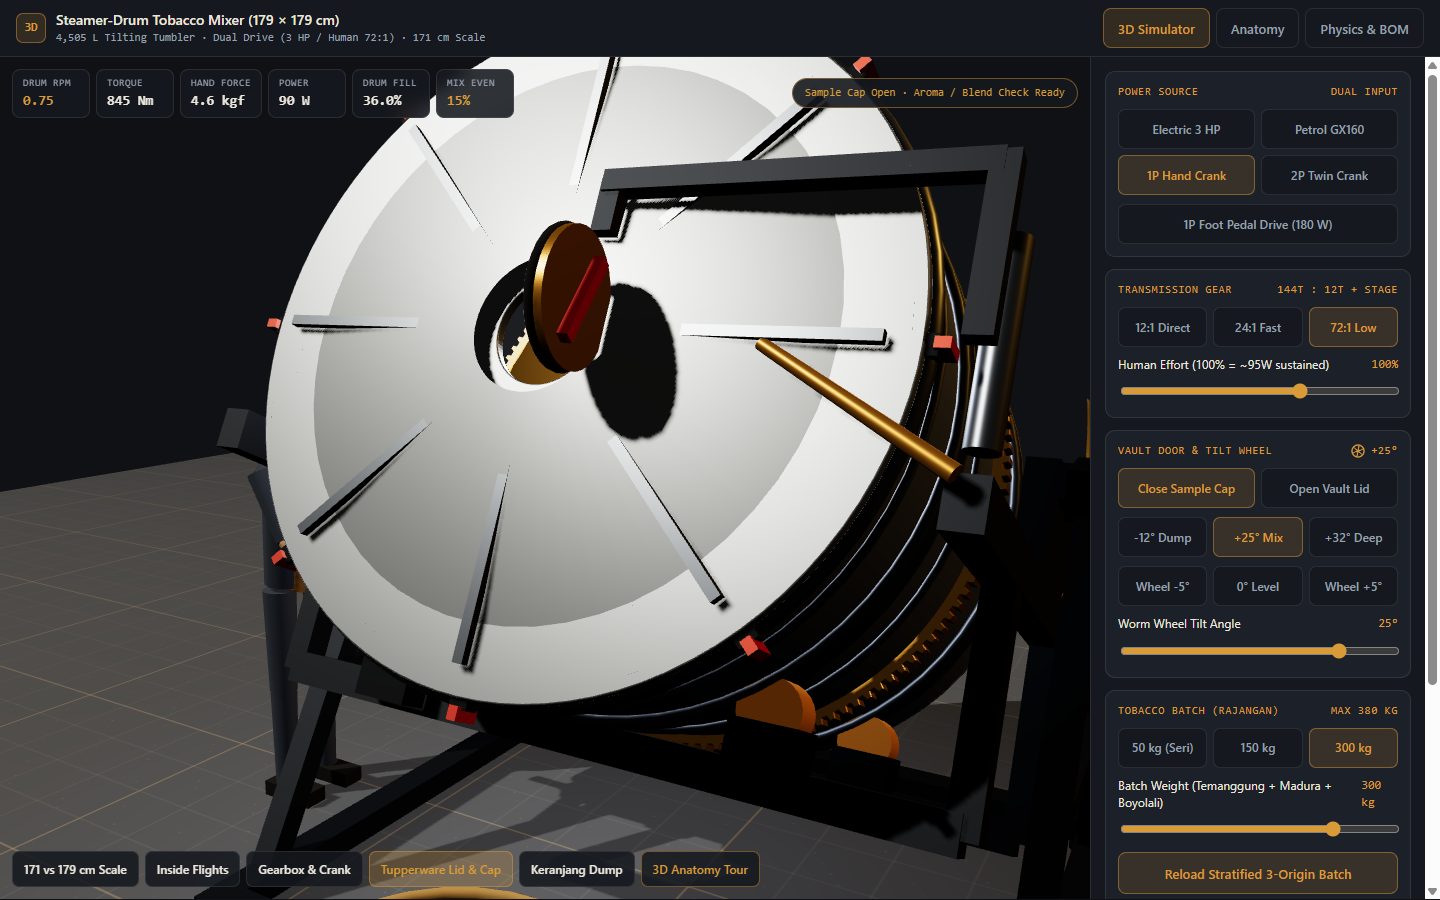 3D
Steamer-Drum Tobacco Mixer (179 × 179 cm)
4,505 L Tilting Tumbler · Dual Drive (3 HP / Human 72:1) · 171 cm Scale
3D Simulator
Anatomy
Physics & BOM
DRUM RPM
0.75
TORQUE
845 Nm
HAND FORCE
4.6 kgf
POWER
90 W
DRUM FILL
36.0%
MIX EVEN
15%
Sample Cap Open · Aroma / Blend Check Ready
POWER SOURCE
DUAL INPUT
Electric 3 HP
Petrol GX160
1P Hand Crank
2P Twin Crank
1P Foot Pedal Drive (180 W)
TRANSMISSION GEAR
144T : 12T + STAGE
12:1 Direct
24:1 Fast
72:1 Low
Human Effort (100% = ~95W sustained)
100%
VAULT DOOR & TILT WHEEL
+25°
Close Sample Cap
Open Vault Lid
-12° Dump
+25° Mix
+32° Deep
Wheel -5°
0° Level
Wheel +5°
Worm Wheel Tilt Angle
25°
TOBACCO BATCH (RAJANGAN)
MAX 380 KG
50 kg (Seri)
150 kg
300 kg
Batch Weight (Temanggung + Madura +
Boyolali)
300
kg
Reload Stratified 3-Origin Batch
171 vs 179 cm Scale
Inside Flights
Gearbox & Crank
Tupperware Lid & Cap
Keranjang Dump
3D Anatomy Tour